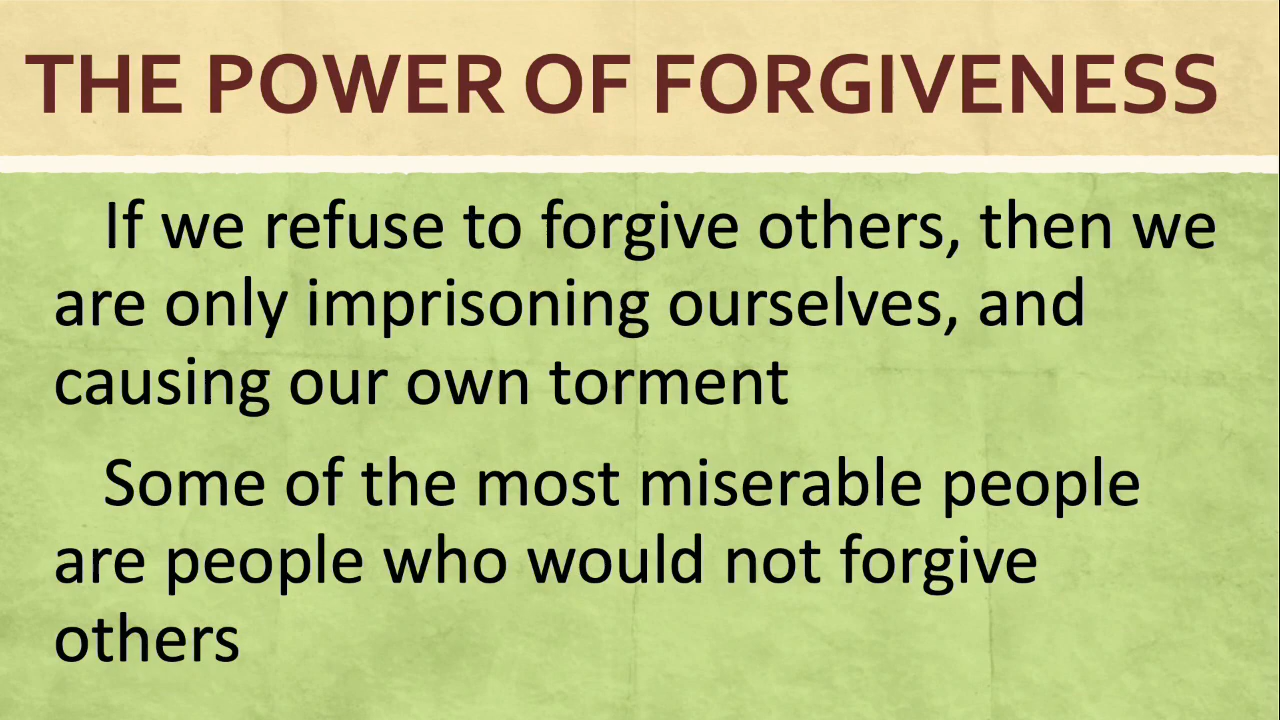 THE POWER OF FORGIVENESS
If we refuse to forgive others, then we
are only imprisoning ourselves, and
causing our own torment
Some of the most miserable people
are people who would not forgive
others